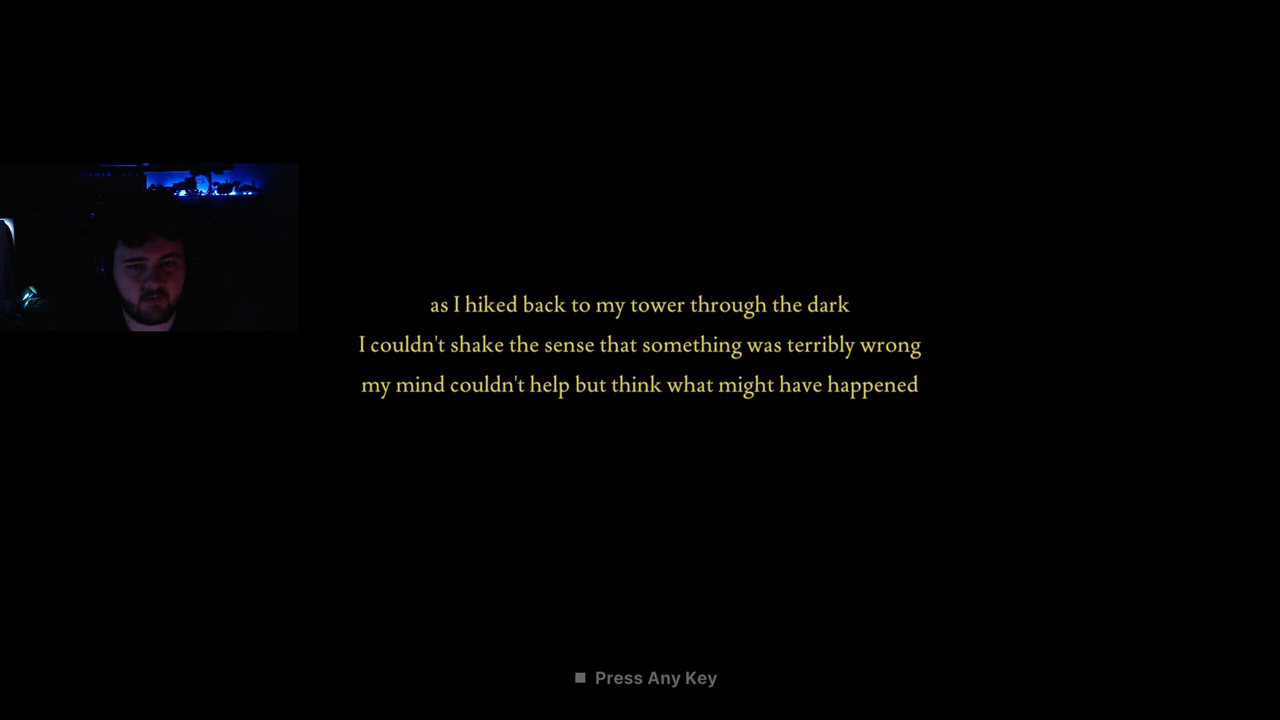 as I hiked back to my tower through the dark
I couldn't shake the sense that something was terribly wrong
my mind couldn't help but think what might have happened
Press Any Key